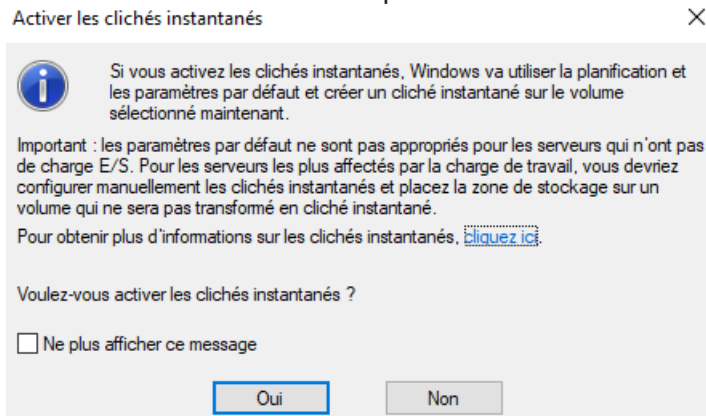 Activer les clichés instantanés
Si vous activez les clichés instantanés, Windows va utiliser la planification et
les paramètres par défaut et créer un cliché instantané sur le volume
sélectionné maintenant.
Important : les paramètres par défaut ne sont pas appropriés pour les serveurs qui n'ont pas
de charge E/S. Pour les serveurs les plus affectés par la charge de travail, vous devriez
configurer manuellement les clichés instantanés et placez la zone de stockage sur un
volume qui ne sera pas transformé en cliché instantané.
Pour obtenir plus d'informations sur les clichés instantanés, cliquez ici.
Voulez-vous activer les clichés instantanés ?
Ne plus afficher ce message
Oui Non